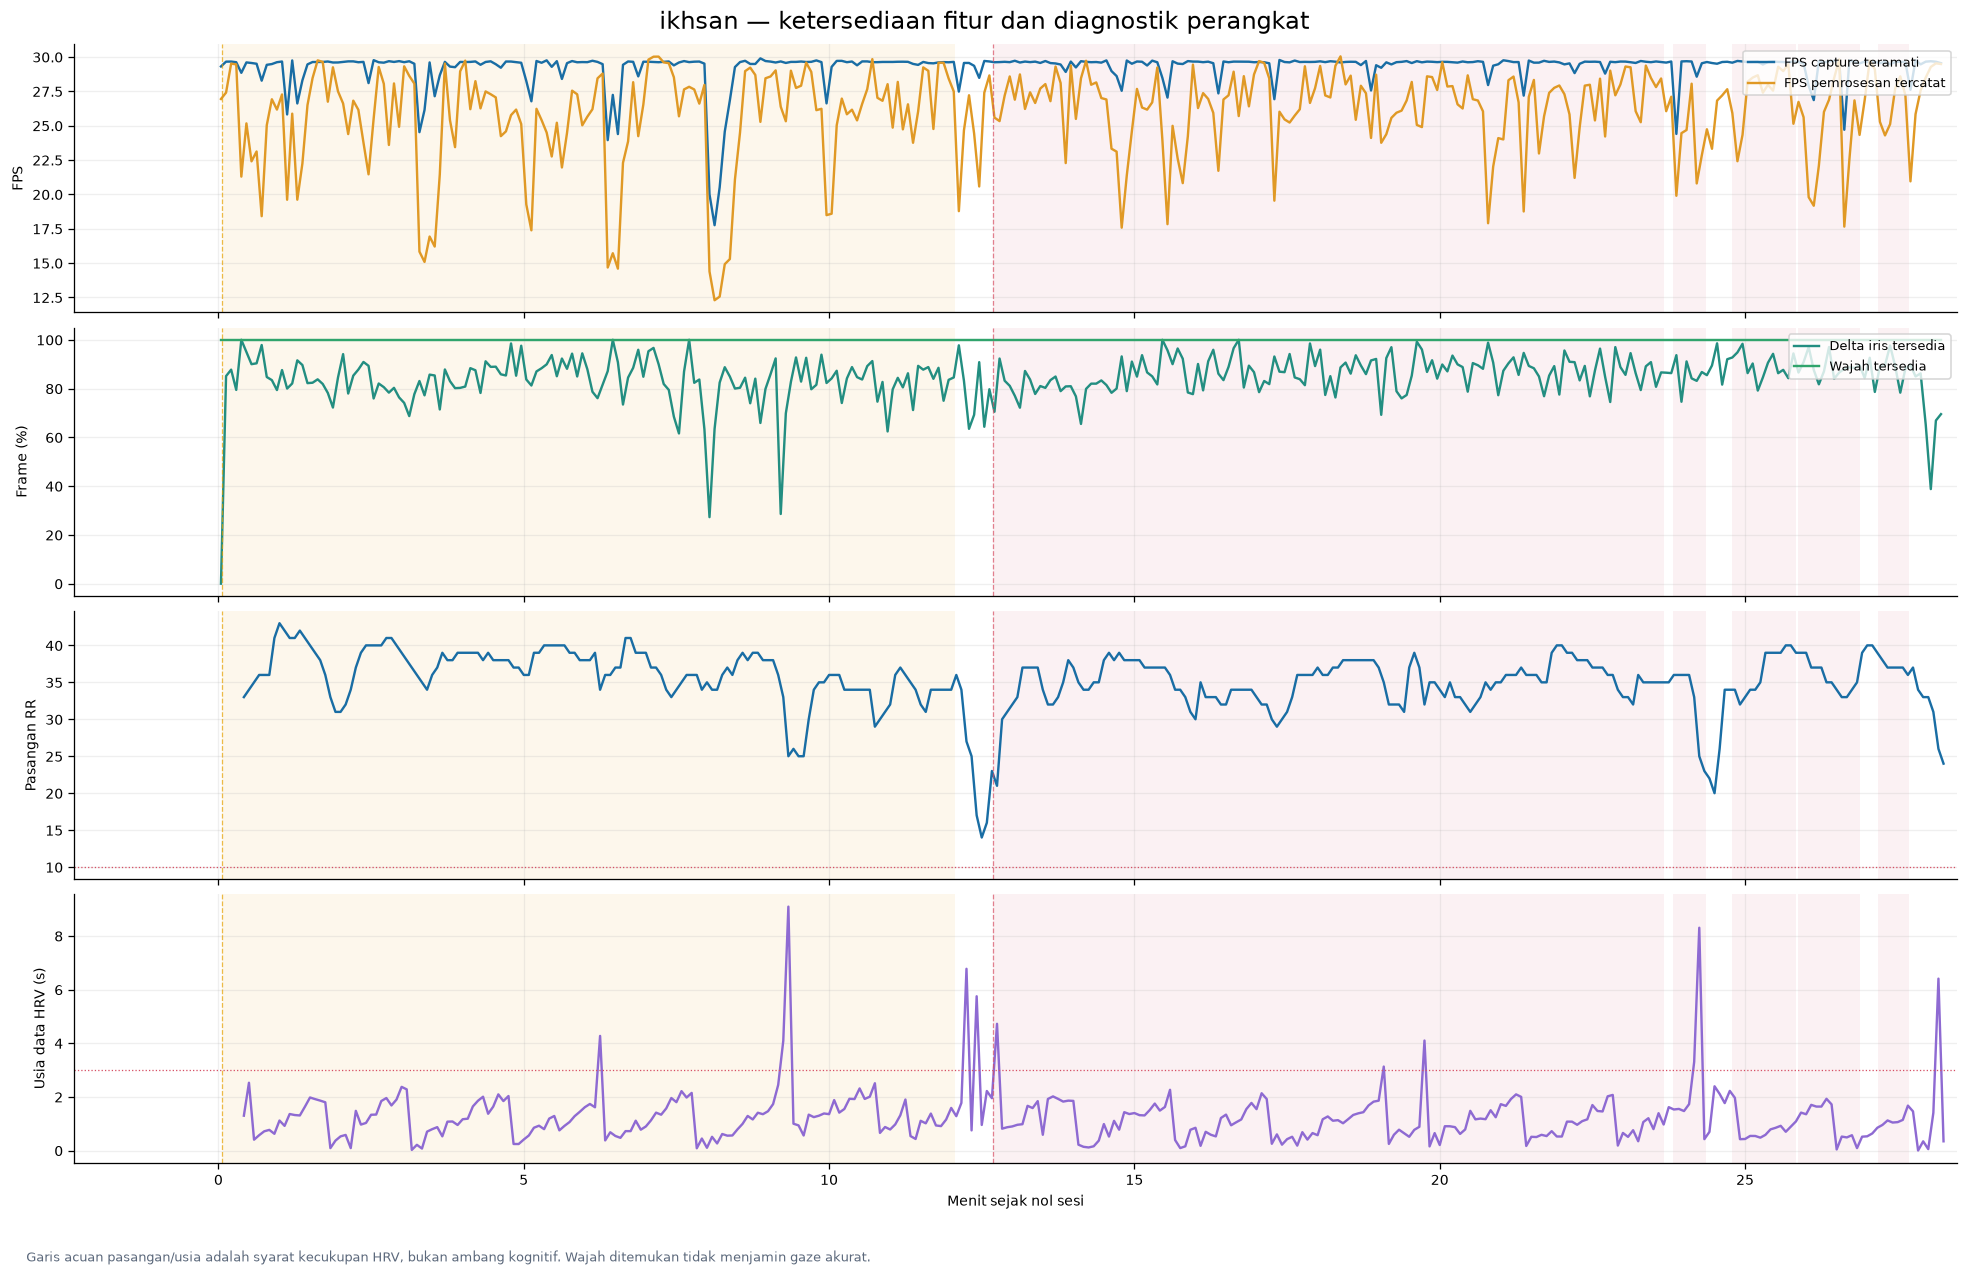 ikhsan — ketersediaan fitur dan diagnostik perangkat
30.0
27.5
25.0
22.5
20.0
17.5
15.0
12.5
FPS
FPS capture teramati
FPS pemrosesan tercatat
100
80
60
40
20
0
Frame (%)
Delta iris tersedia
Wajah tersedia
40
35
30
25
20
15
10
Pasangan RR
8
6
4
2
0
Usia data HRV (s)
0 5 10 15 20 25
Menit sejak nol sesi
Garis acuan pasangan/usia adalah syarat kecukupan HRV, bukan ambang kognitif. Wajah ditemukan tidak menjamin gaze akurat.